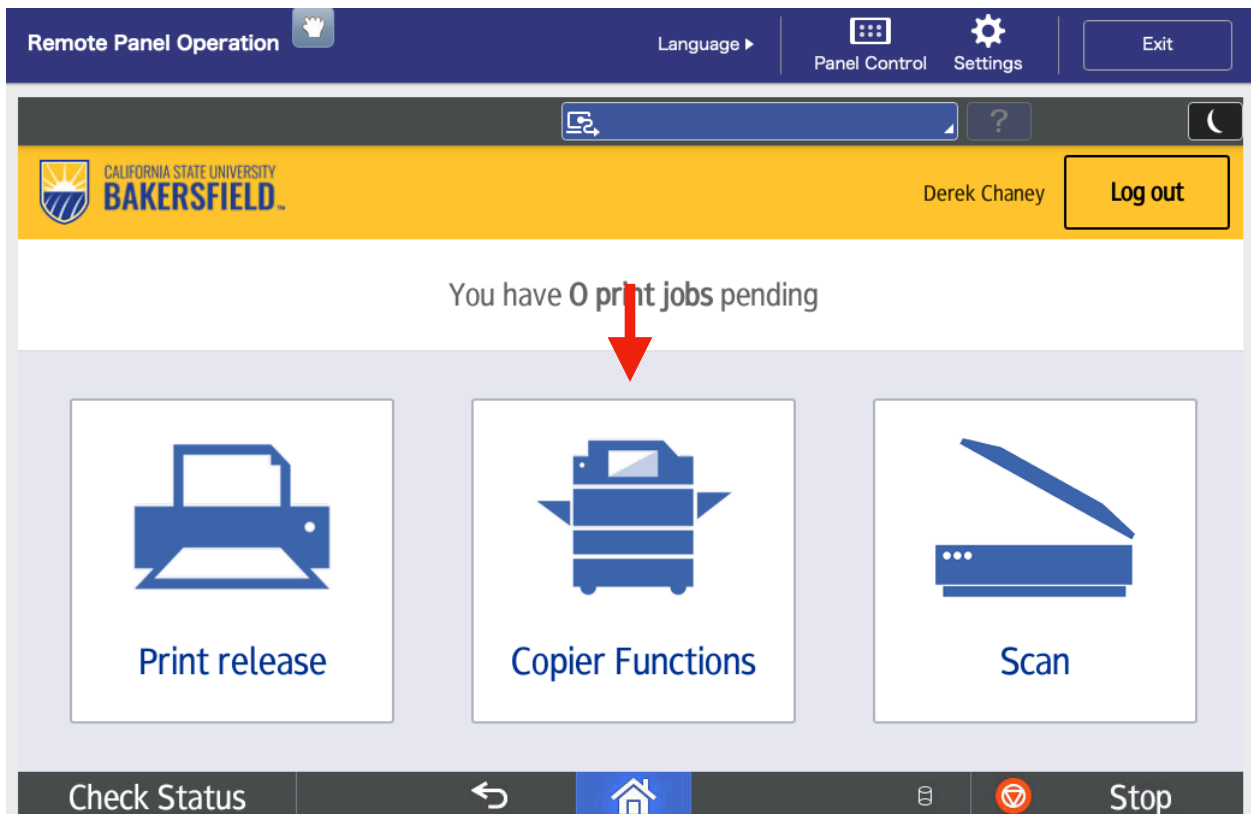 Remote Panel Operation
Language
Panel Control
Settings
Exit
?
CALIFORNIA STATE UNIVERSITY
BAKERSFIELD™
Derek Chaney
Log out
You have 0 print jobs pending
Print release
Copier Functions
Scan
Check Status
Stop